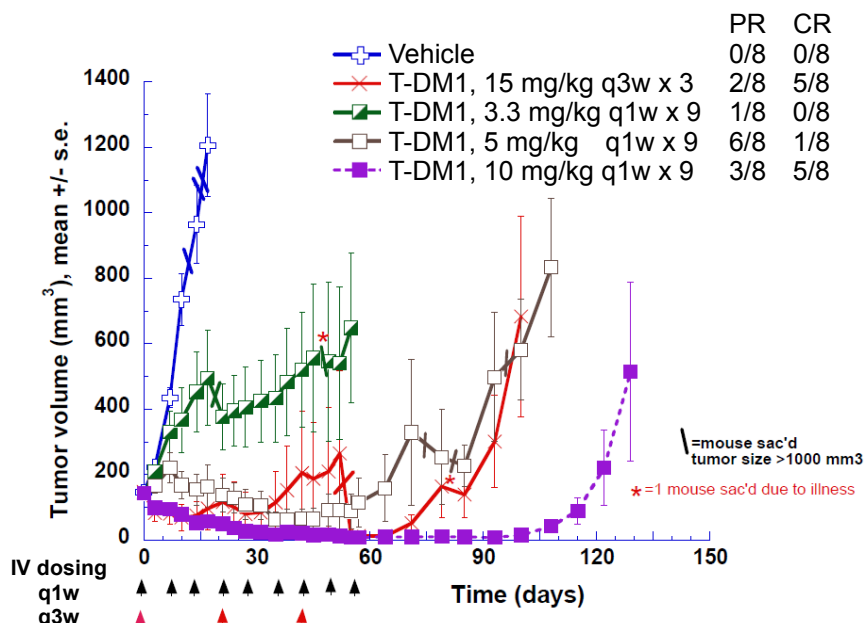 PR CR
Vehicle 0/8 0/8
T-DM1, 15 mg/kg q3w x 3 2/8 5/8
T-DM1, 3.3 mg/kg q1w x 9 1/8 0/8
T-DM1, 5 mg/kg q1w x 9 6/8 1/8
T-DM1, 10 mg/kg q1w x 9 3/8 5/8
Tumor volume (mm³), mean +/- s.e.
1400
1200
1000
800
600
400
200
0
*
*
\=mouse sac'd
tumor size >1000 mm3
*=1 mouse sac'd due to illness
0 30 60 90 120 150
Time (days)
IV dosing
q1w
q3w